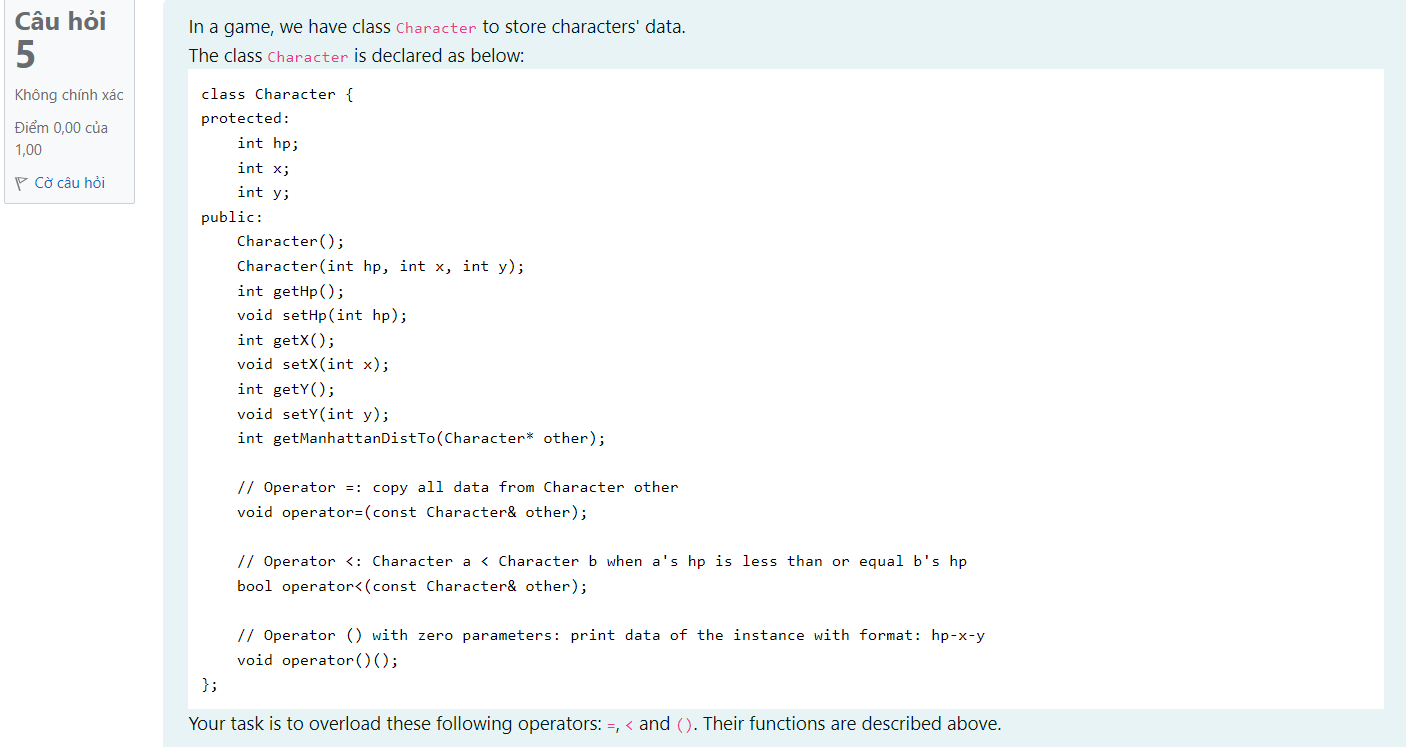 Câu hỏi
5
Không chính xác
Điểm 0,00 của
1,00
Cờ câu hỏi
In a game, we have class Character to store characters' data.
The class Character is declared as below:
class Character {
protected:
    int hp;
    int x;
    int y;
public:
    Character();
    Character(int hp, int x, int y);
    int getHp();
    void setHp(int hp);
    int getX();
    void setX(int x);
    int getY();
    void setY(int y);
    int getManhattanDistTo(Character* other);

    // Operator =: copy all data from Character other
    void operator=(const Character& other);

    // Operator <: Character a < Character b when a's hp is less than or equal b's hp
    bool operator<(const Character& other);

    // Operator () with zero parameters: print data of the instance with format: hp-x-y
    void operator()();
};
Your task is to overload these following operators: =, < and (). Their functions are described above.